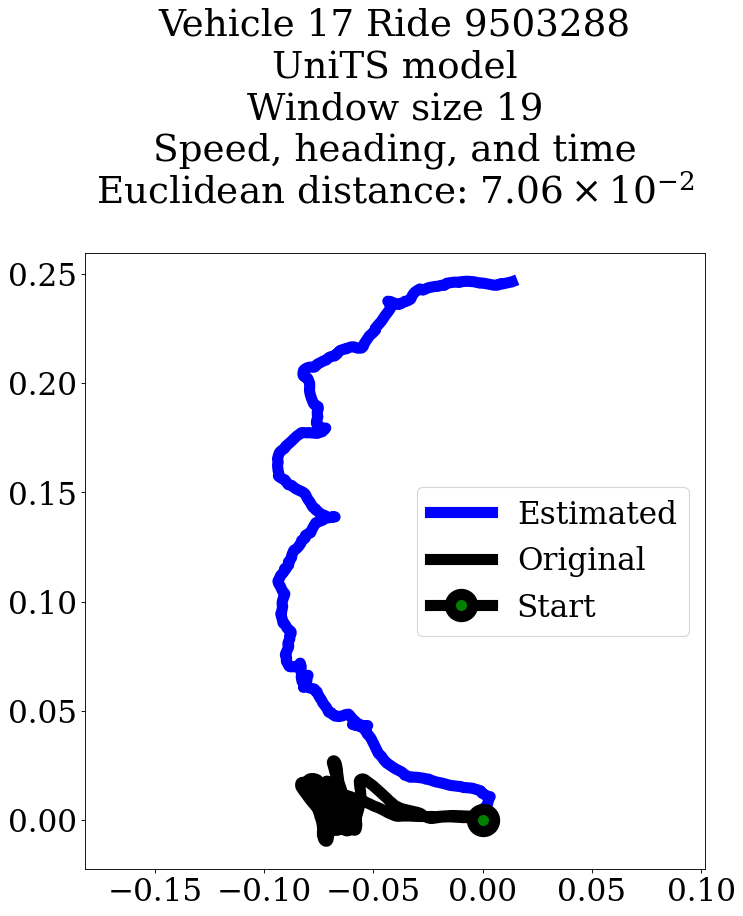 Vehicle 17 Ride 9503288
UniTS model
Window size 19
Speed, heading, and time
Euclidean distance: 7.06 × 10⁻²
0.25
0.20
0.15
0.10
0.05
0.00
Estimated
Original
Start
−0.15 −0.10 −0.05 0.00 0.05 0.10